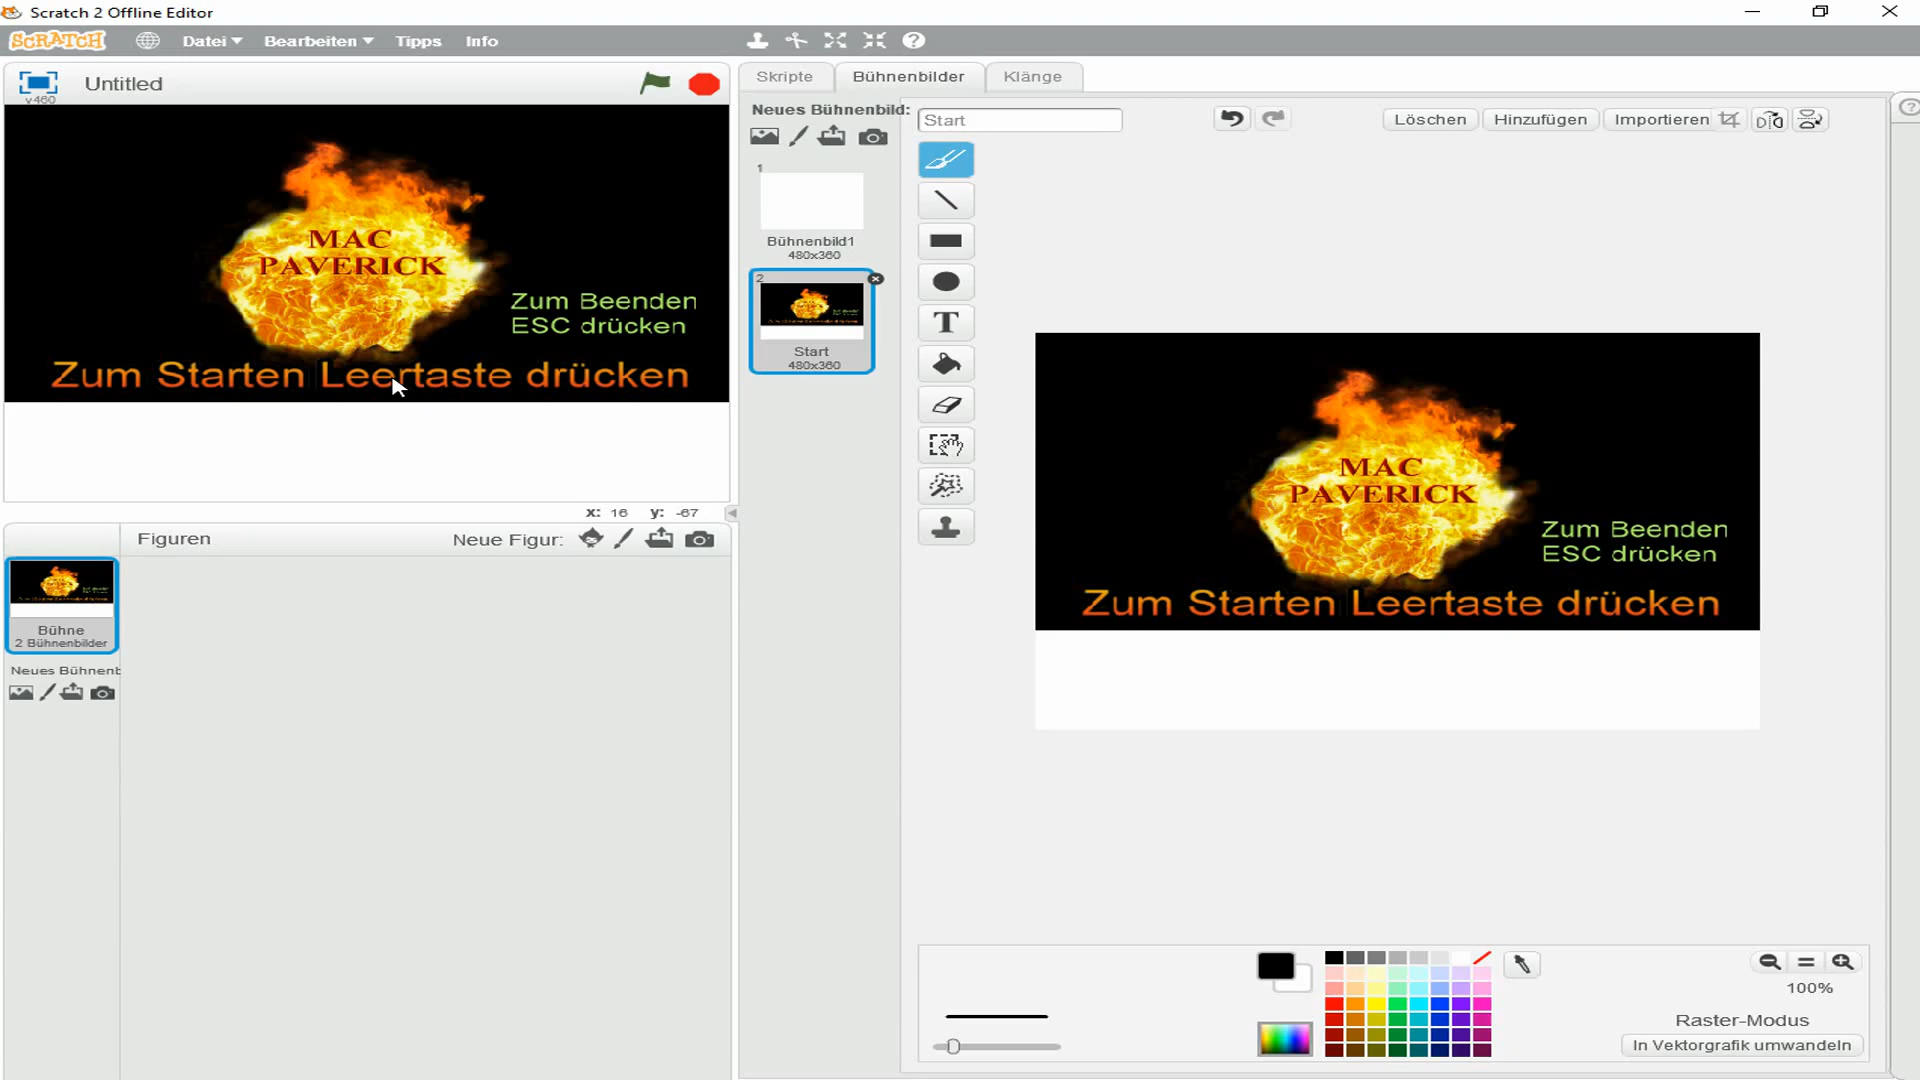 Scratch 2 Offline Editor
SCRATCH
Datei
Bearbeiten
Tipps
Info
Untitled
v460
MAC
PAVERICK
Zum Beenden
ESC drücken
Zum Starten Leertaste drücken
x: 16 y: -67
Figuren
Neue Figur:
Bühne
2 Bühnenbilder
Neues Bühnenb
Skripte
Bühnenbilder
Klänge
Neues Bühnenbild:
1
Bühnenbild1
480x360
2
Start
480x360
Start
Löschen
Hinzufügen
Importieren
T
MAC
PAVERICK
Zum Beenden
ESC drücken
Zum Starten Leertaste drücken
100%
Raster-Modus
In Vektorgrafik umwandeln